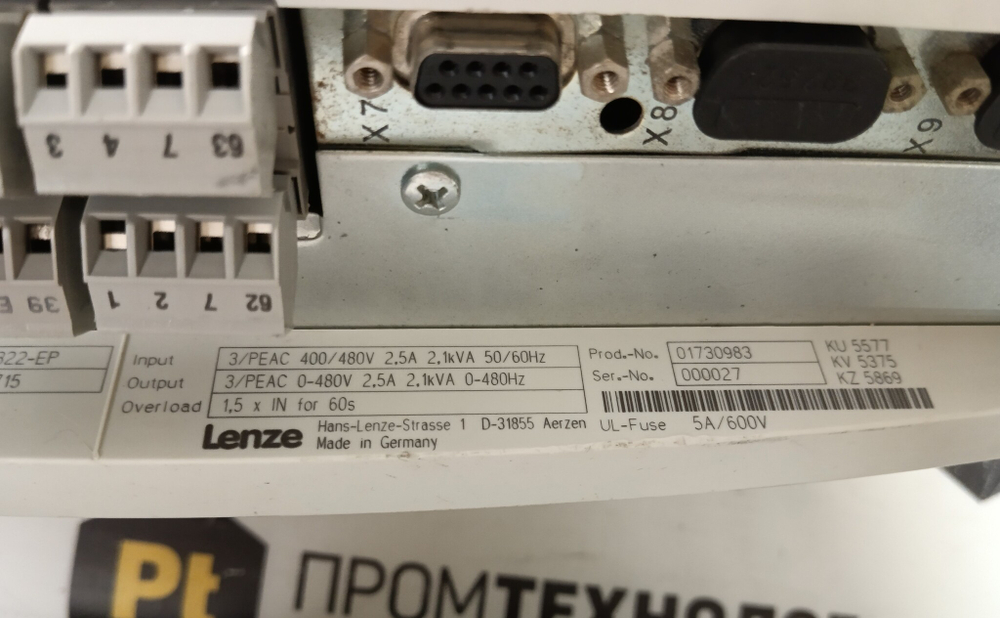 X7
X8
X9
3 4 7 63
39 1 2 7 62
322-EP
715
Input 3/PEAC 400/480V 2.5A 2.1kVA 50/60Hz
Output 3/PEAC 0-480V 2.5A 2.1kVA 0-480Hz
Overload 1,5 x IN for 60s
Lenze Hans-Lenze-Strasse 1 D-31855 Aerzen
Made in Germany
Prod.-No. 01730983
Ser.-No. 000027
KU 5577
KV 5375
KZ 5869
UL-Fuse 5A/600V
Pt ПРОМТЕХНОЛОГ